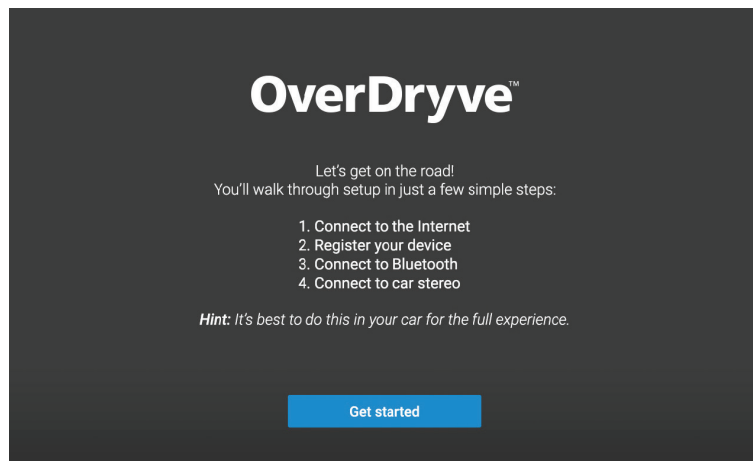 OverDryve™
Let's get on the road!
You'll walk through setup in just a few simple steps:
1. Connect to the Internet
2. Register your device
3. Connect to Bluetooth
4. Connect to car stereo
Hint: It's best to do this in your car for the full experience.
Get started